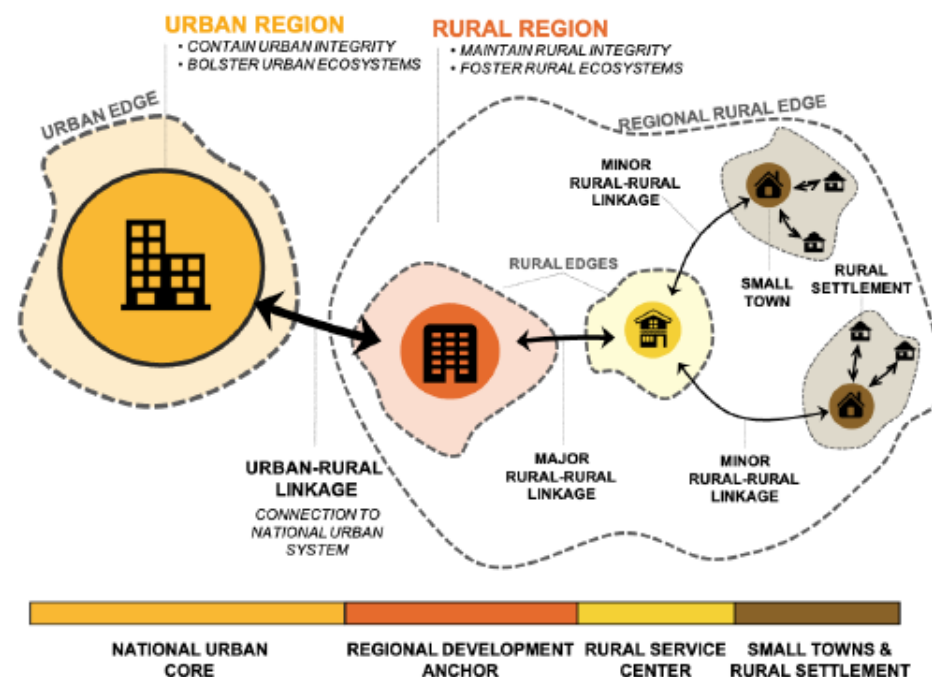 URBAN REGION
• CONTAIN URBAN INTEGRITY
• BOLSTER URBAN ECOSYSTEMS
RURAL REGION
• MAINTAIN RURAL INTEGRITY
• FOSTER RURAL ECOSYSTEMS
URBAN EDGE
REGIONAL RURAL EDGE
MINOR
RURAL-RURAL
LINKAGE
RURAL EDGES
SMALL
TOWN
RURAL
SETTLEMENT
URBAN-RURAL
LINKAGE
CONNECTION TO
NATIONAL URBAN
SYSTEM
MAJOR
RURAL-RURAL
LINKAGE
MINOR
RURAL-RURAL
LINKAGE
NATIONAL URBAN
CORE
REGIONAL DEVELOPMENT
ANCHOR
RURAL SERVICE
CENTER
SMALL TOWNS &
RURAL SETTLEMENT